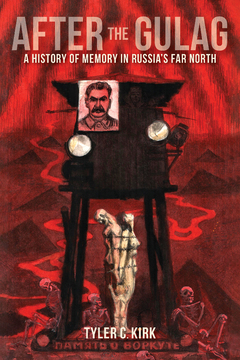 AFTER THE GULAG
A HISTORY OF MEMORY IN RUSSIA'S FAR NORTH
TYLER C. KIRK
ПАМЯТЬ О ВОРКУТЕ